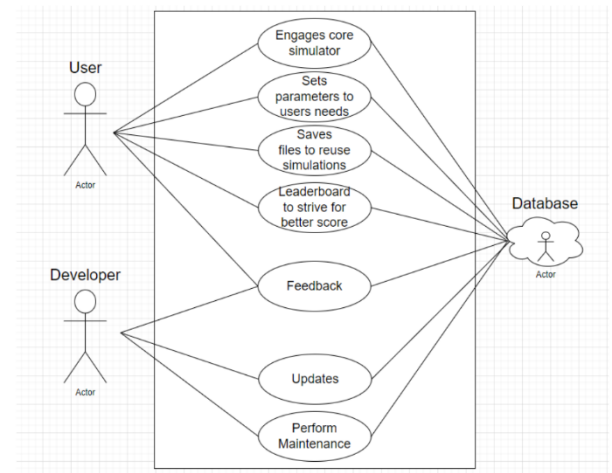 Engages core
simulator
User
Sets
parameters to
users needs
Saves
files to reuse
simulations
Actor
Leaderboard
to strive for
better score
Database
Actor
Developer
Feedback
Actor
Updates
Perform
Maintenance